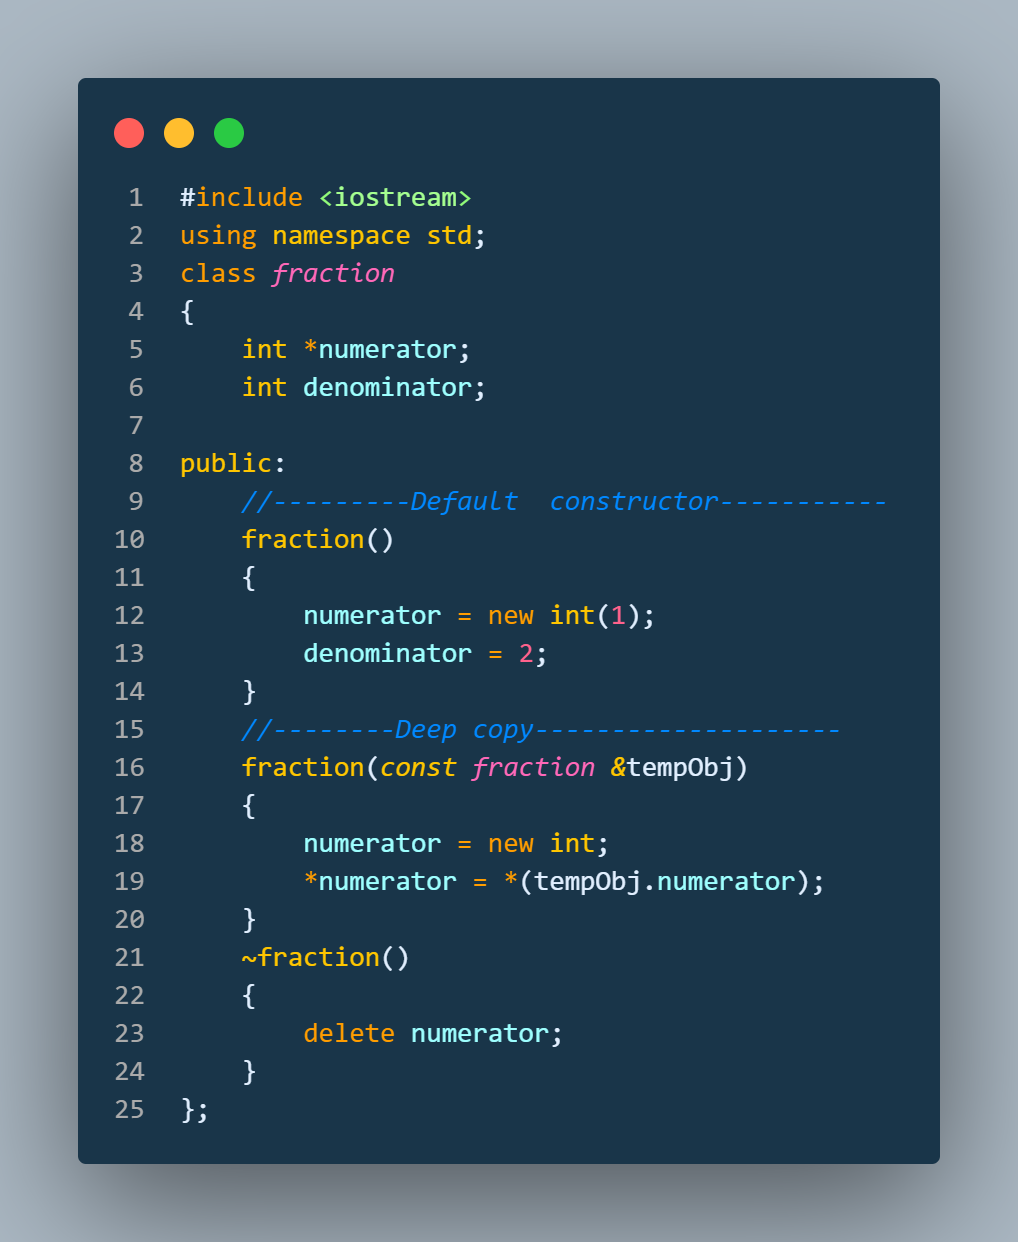 1 #include <iostream>
2 using namespace std;
3 class fraction
4 {
5     int *numerator;
6     int denominator;
7
8 public:
9     //---------Default  constructor-----------
10     fraction()
11     {
12         numerator = new int(1);
13         denominator = 2;
14     }
15     //--------Deep copy--------------------
16     fraction(const fraction &tempObj)
17     {
18         numerator = new int;
19         *numerator = *(tempObj.numerator);
20     }
21     ~fraction()
22     {
23         delete numerator;
24     }
25 };